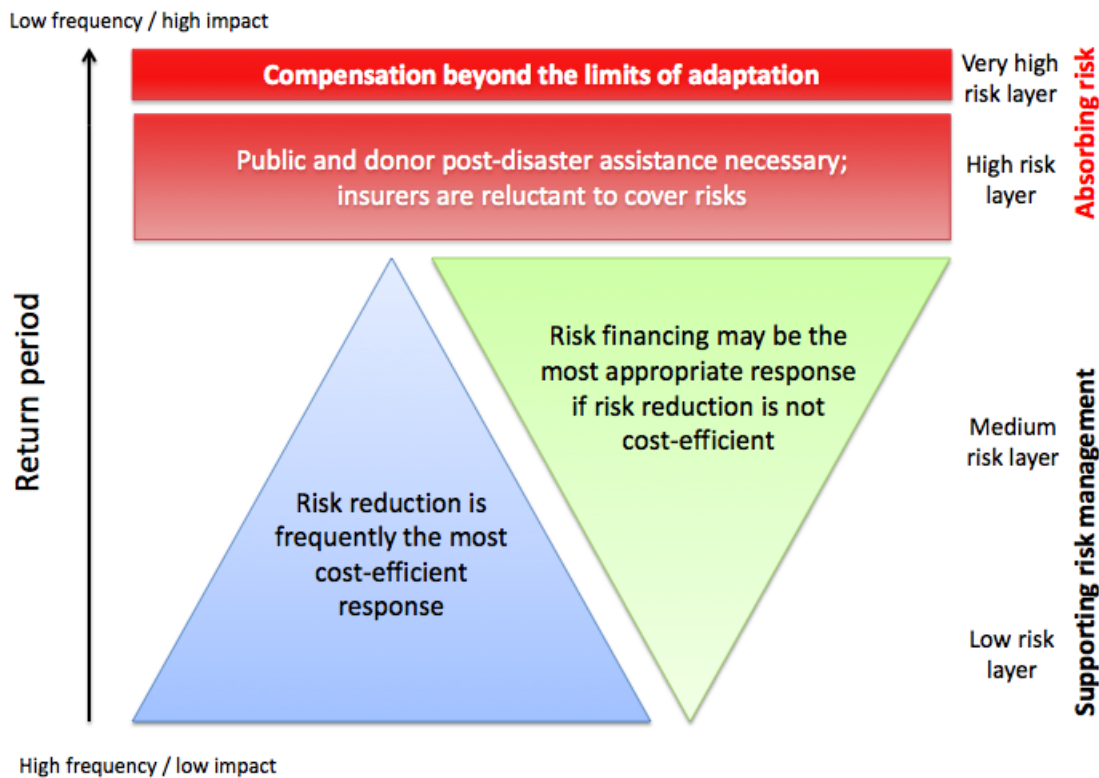 Low frequency / high impact
Compensation beyond the limits of adaptation
Very high
risk layer
Public and donor post-disaster assistance necessary;
insurers are reluctant to cover risks
High risk
layer
Absorbing risk
Return period
Risk financing may be the
most appropriate response
if risk reduction is not
cost-efficient
Medium
risk layer
Risk reduction is
frequently the most
cost-efficient
response
Low risk
layer
Supporting risk management
High frequency / low impact